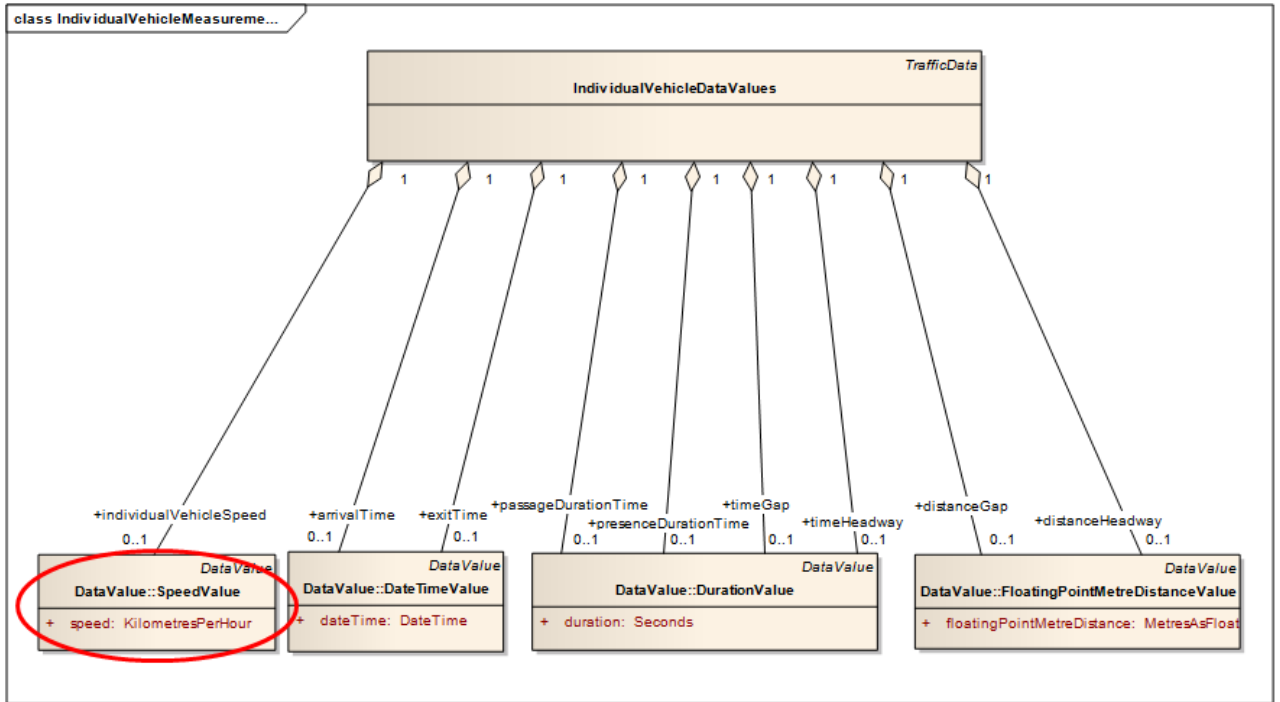 class IndividualVehicleMeasureme...
TrafficData
IndividualVehicleDataValues
1 1 1 1 1 1 1 1 1
+individualVehicleSpeed
0..1
+arrivalTime
0..1
+exitTime
0..1
+passageDurationTime
0..1
+presenceDurationTime
0..1
+timeGap
0..1
+timeHeadway
0..1
+distanceGap
0..1
+distanceHeadway
0..1
DataValue
DataValue::SpeedValue
+ speed: KilometresPerHour
DataValue
DataValue::DateTimeValue
+ dateTime: DateTime
DataValue
DataValue::DurationValue
+ duration: Seconds
DataValue
DataValue::FloatingPointMetreDistanceValue
+ floatingPointMetreDistance: MetresAsFloat